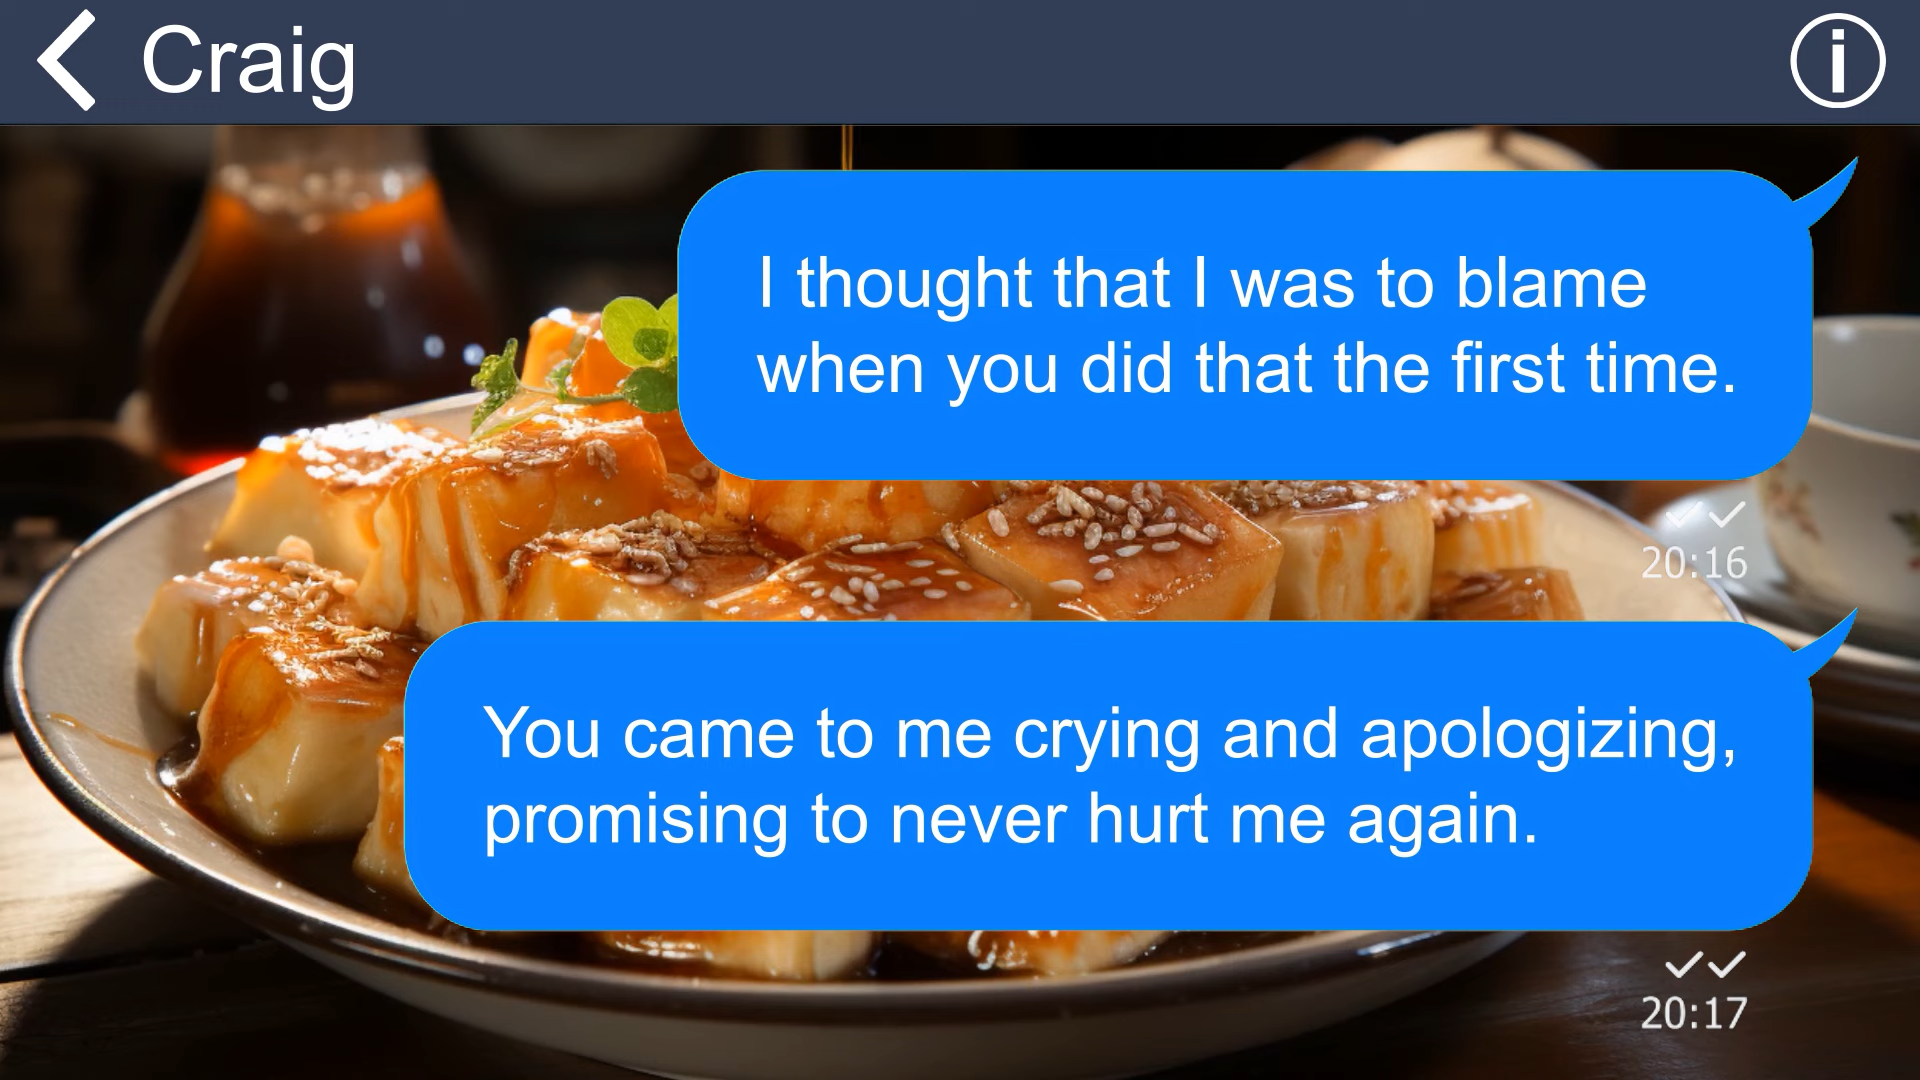 Craig
I thought that I was to blame
when you did that the first time.
20:16
You came to me crying and apologizing,
promising to never hurt me again.
20:17